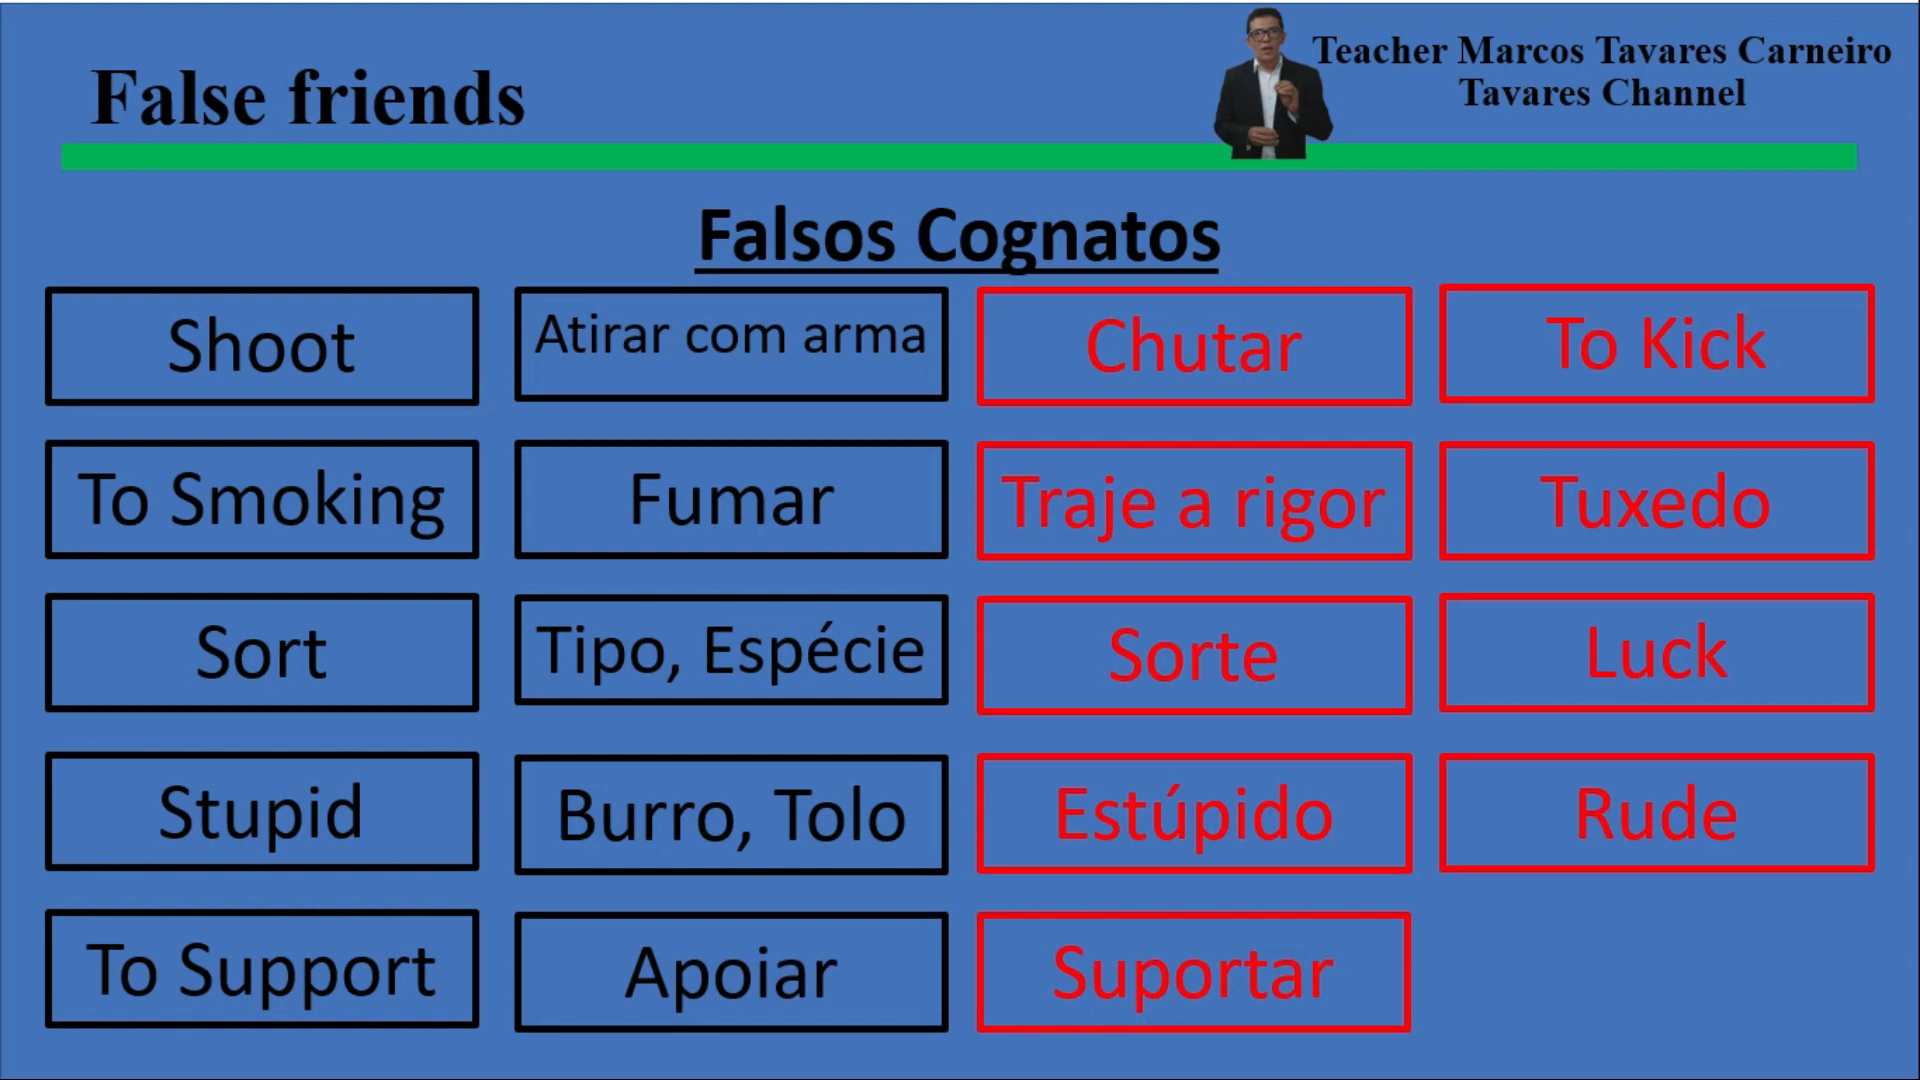 False friends
Teacher Marcos Tavares Carneiro
Tavares Channel
Falsos Cognatos
Shoot
Atirar com arma
Chutar
To Kick
To Smoking
Fumar
Traje a rigor
Tuxedo
Sort
Tipo, Espécie
Sorte
Luck
Stupid
Burro, Tolo
Estúpido
Rude
To Support
Apoiar
Suportar